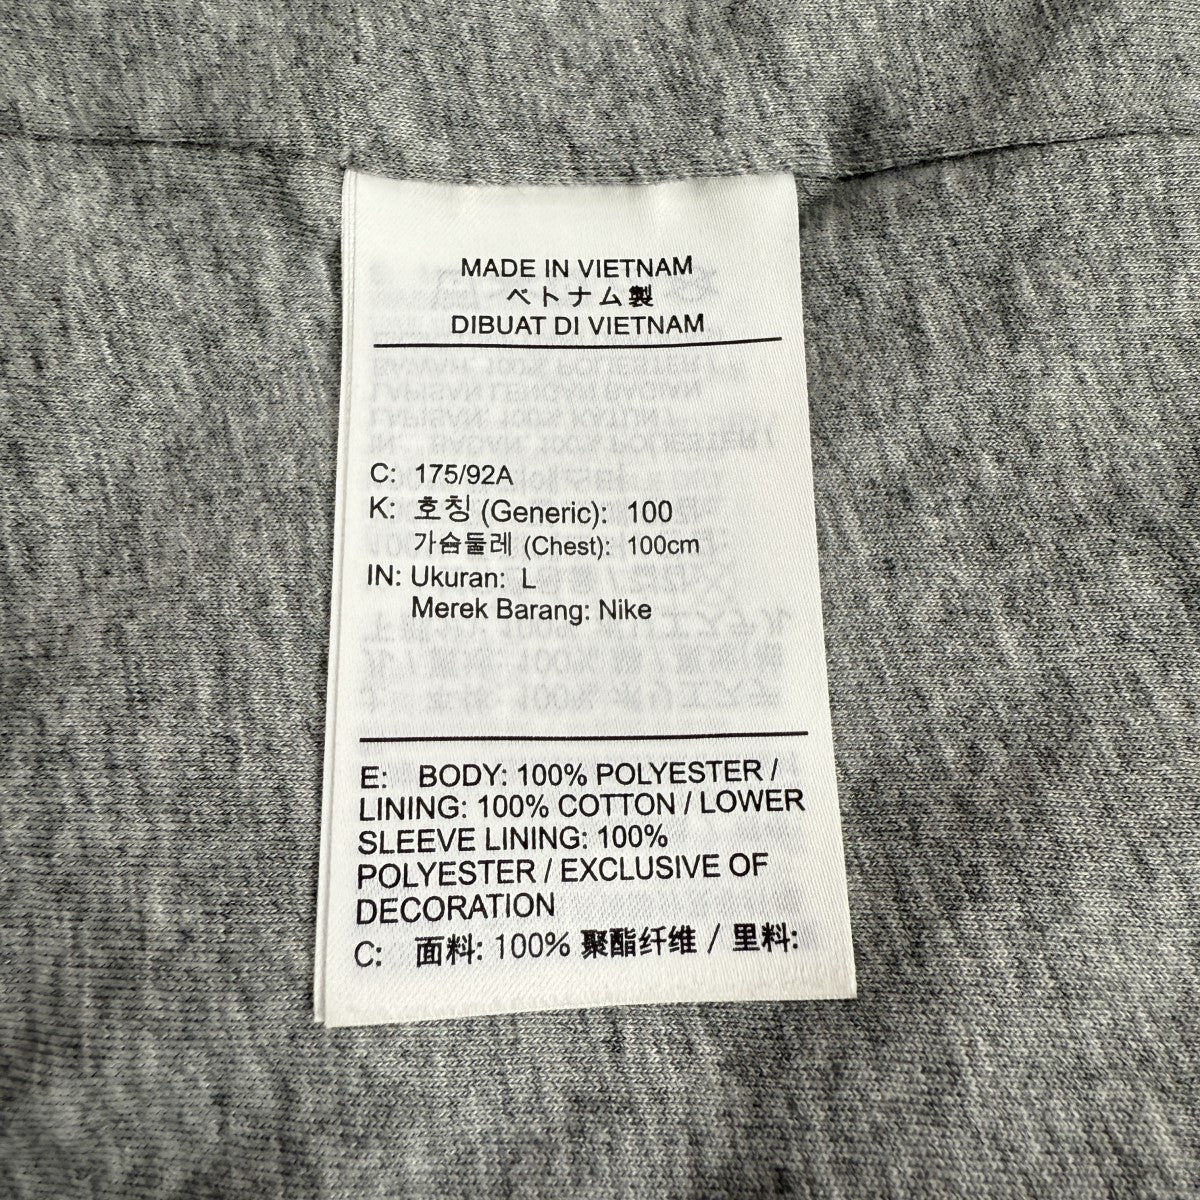 MADE IN VIETNAM
ベトナム製
DIBUAT DI VIETNAM
C: 175/92A
K: 호칭 (Generic): 100
가슴둘레 (Chest): 100cm
IN: Ukuran: L
Merek Barang: Nike
E: BODY: 100% POLYESTER /
LINING: 100% COTTON / LOWER
SLEEVE LINING: 100%
POLYESTER / EXCLUSIVE OF
DECORATION
C: 面料: 100% 聚酯纤维 / 里料: